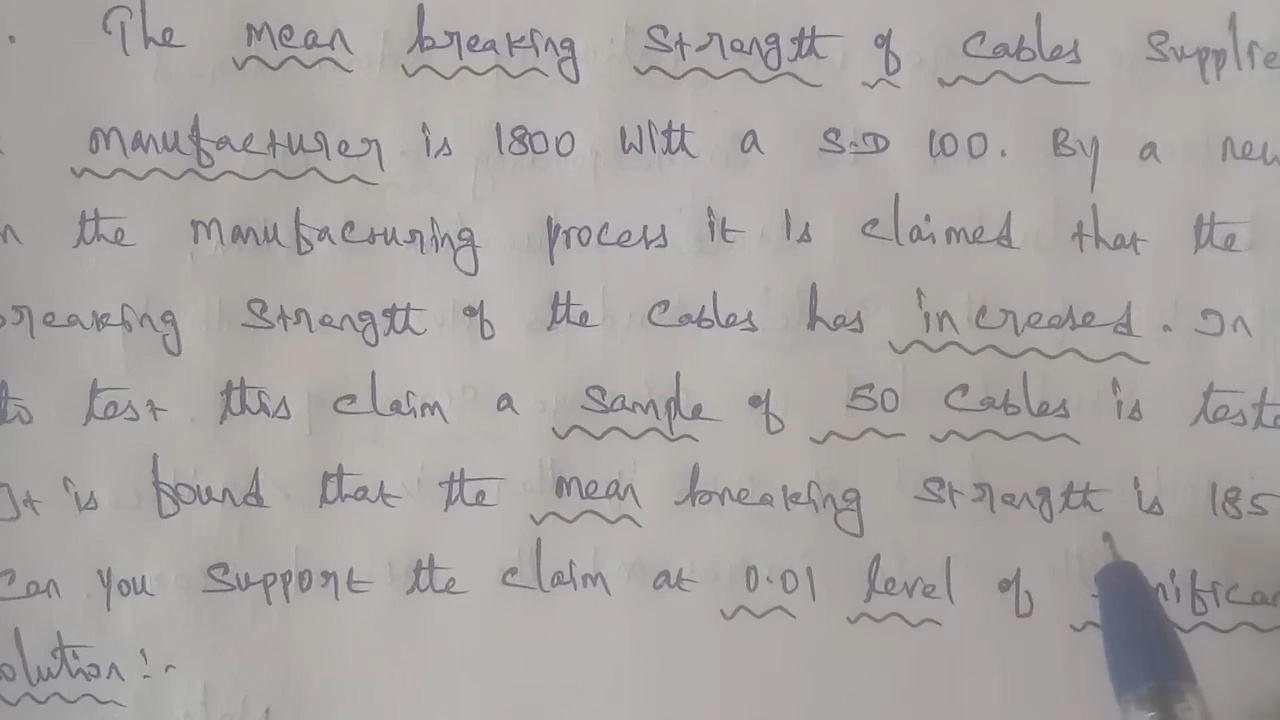 . The mean breaking strength of cables Supplie
manufacturer is 1800 with a S.D 100. By a new
n the manufacturing process it is claimed that the
breaking strength of the cables has increased. In
to test this claim a sample of 50 cables is teste
It is found that the mean breaking strength is 185
Can you support the claim at 0.01 level of
olution:-